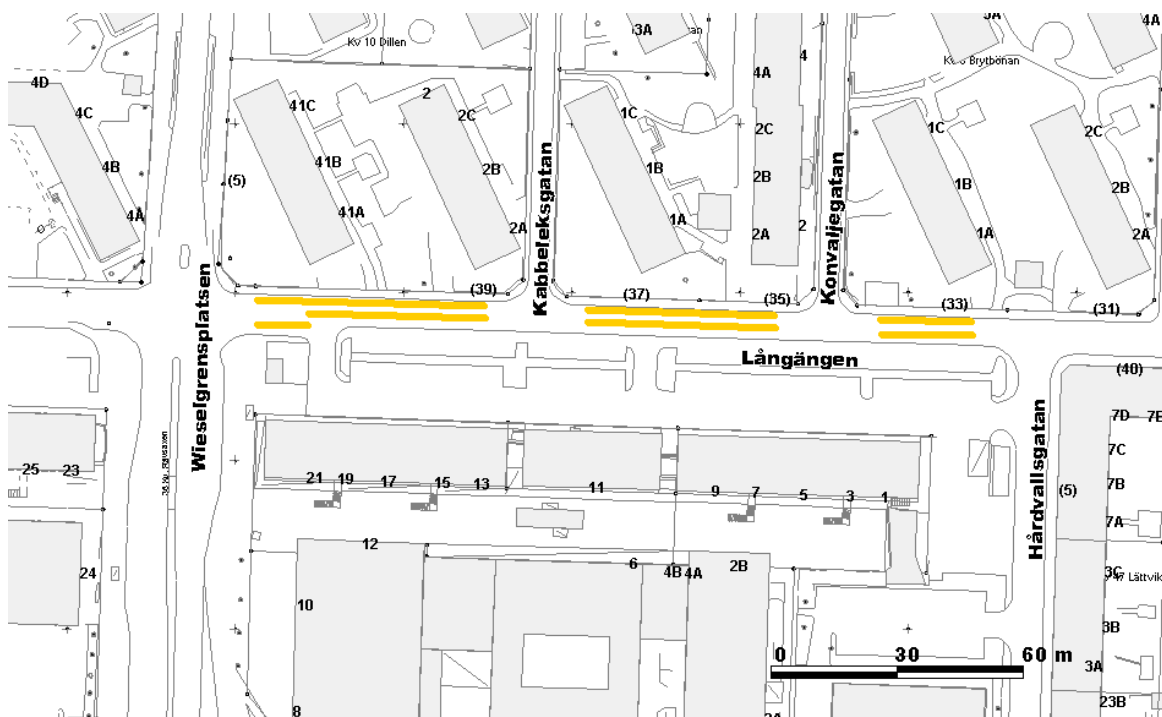 3A
4A
Kv 10 Dillen
4
Brytbönan
4D
4A
2
41C
4C
2C
1C
2C
1C
2C
41B
4B
2B
1B
2B
1B
2B
(5)
41A
4A
2A
1A
2A
2
1A
2A
Kabbeleksgatan
Konvaljegatan
Wieselgrensplatsen
(39)
(37)
(35)
(33)
(31)
Långängen
(40)
7D
7E
Hårdvallsgatan
7C
25
23
21
19
17
15
13
11
9
7
5
3
1
(5)
7B
7A
12
6
4B
4A
2B
24
3C
Lättvik
10
3B
0
30
60 m
3A
8
23B